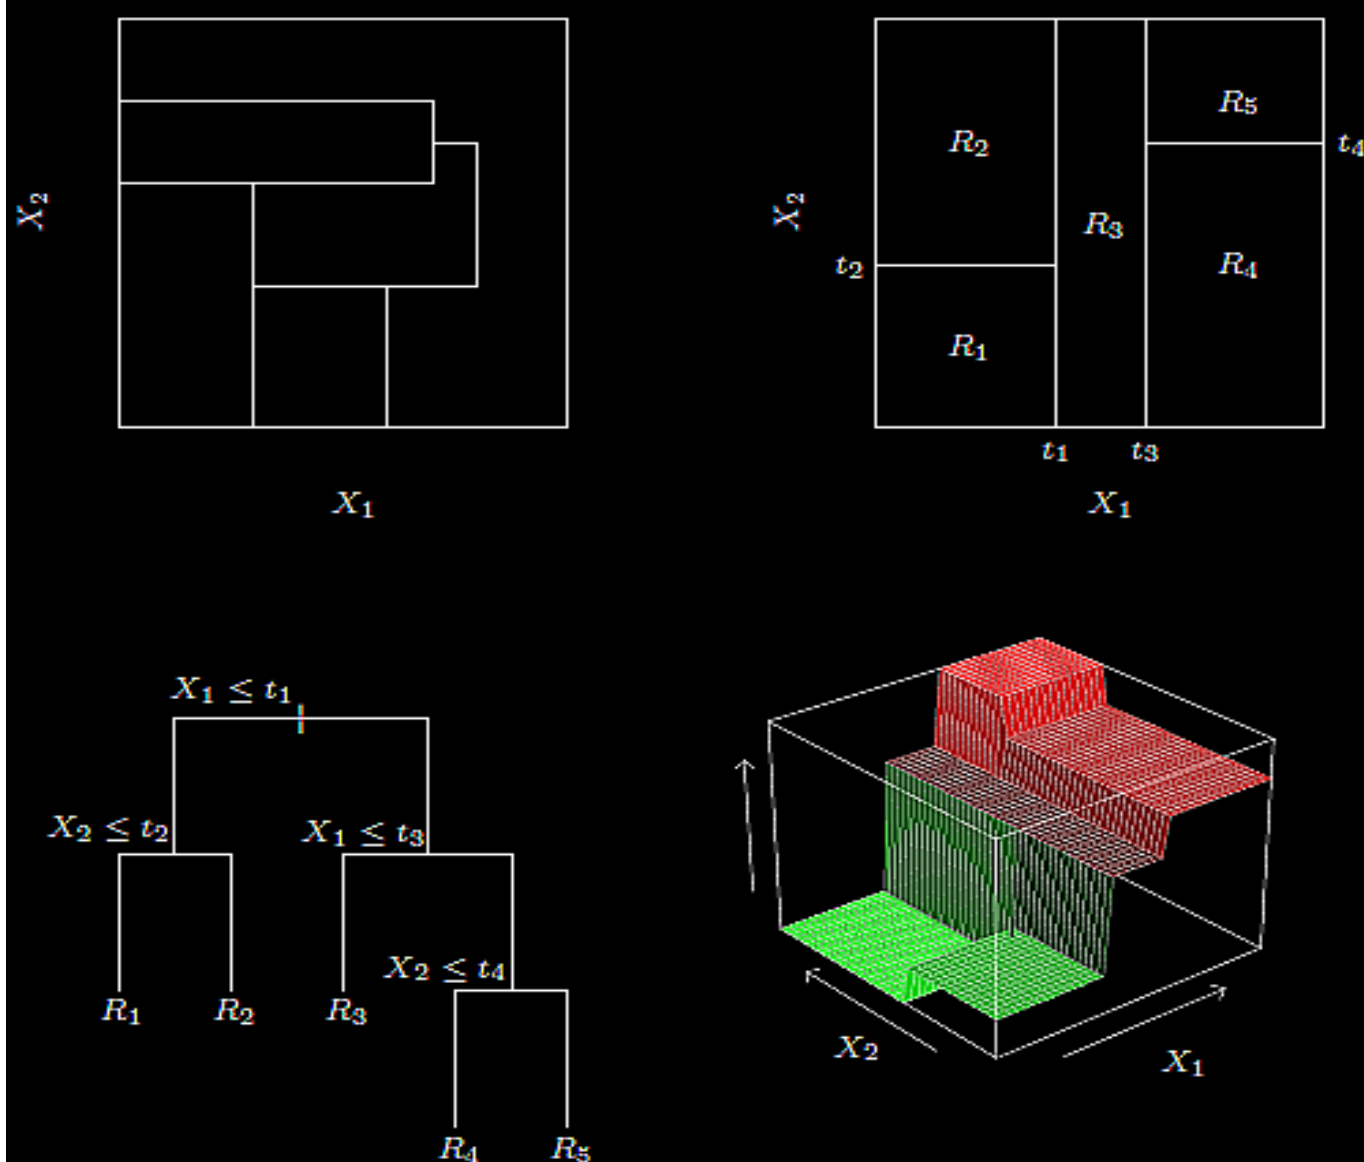 X₂
X₁
R₂
R₅
t₄
X₂
R₃
t₂
R₄
R₁
t₁
t₃
X₁
X₁ ≤ t₁
X₂ ≤ t₂
X₁ ≤ t₃
X₂ ≤ t₄
R₁
R₂
R₃
R₄
R₅
X₂
X₁